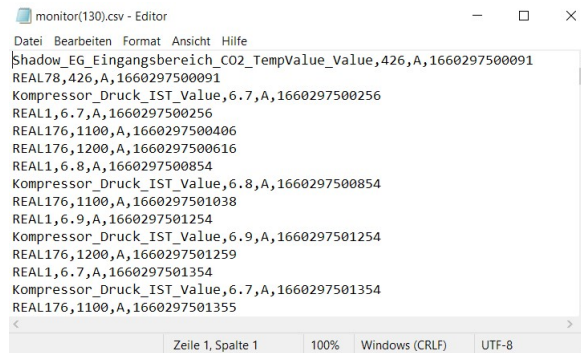 monitor(130).csv - Editor
Datei Bearbeiten Format Ansicht Hilfe
Shadow_EG_Eingangsbereich_CO2_TempValue_Value,426,A,1660297500091
REAL78,426,A,1660297500091
Kompressor_Druck_IST_Value,6.7,A,1660297500256
REAL1,6.7,A,1660297500256
REAL176,1100,A,1660297500406
REAL176,1200,A,1660297500616
REAL1,6.8,A,1660297500854
Kompressor_Druck_IST_Value,6.8,A,1660297500854
REAL176,1100,A,1660297501038
REAL1,6.9,A,1660297501254
Kompressor_Druck_IST_Value,6.9,A,1660297501254
REAL176,1200,A,1660297501259
REAL1,6.7,A,1660297501354
Kompressor_Druck_IST_Value,6.7,A,1660297501354
REAL176,1100,A,1660297501355
Zeile 1, Spalte 1 100% Windows (CRLF) UTF-8